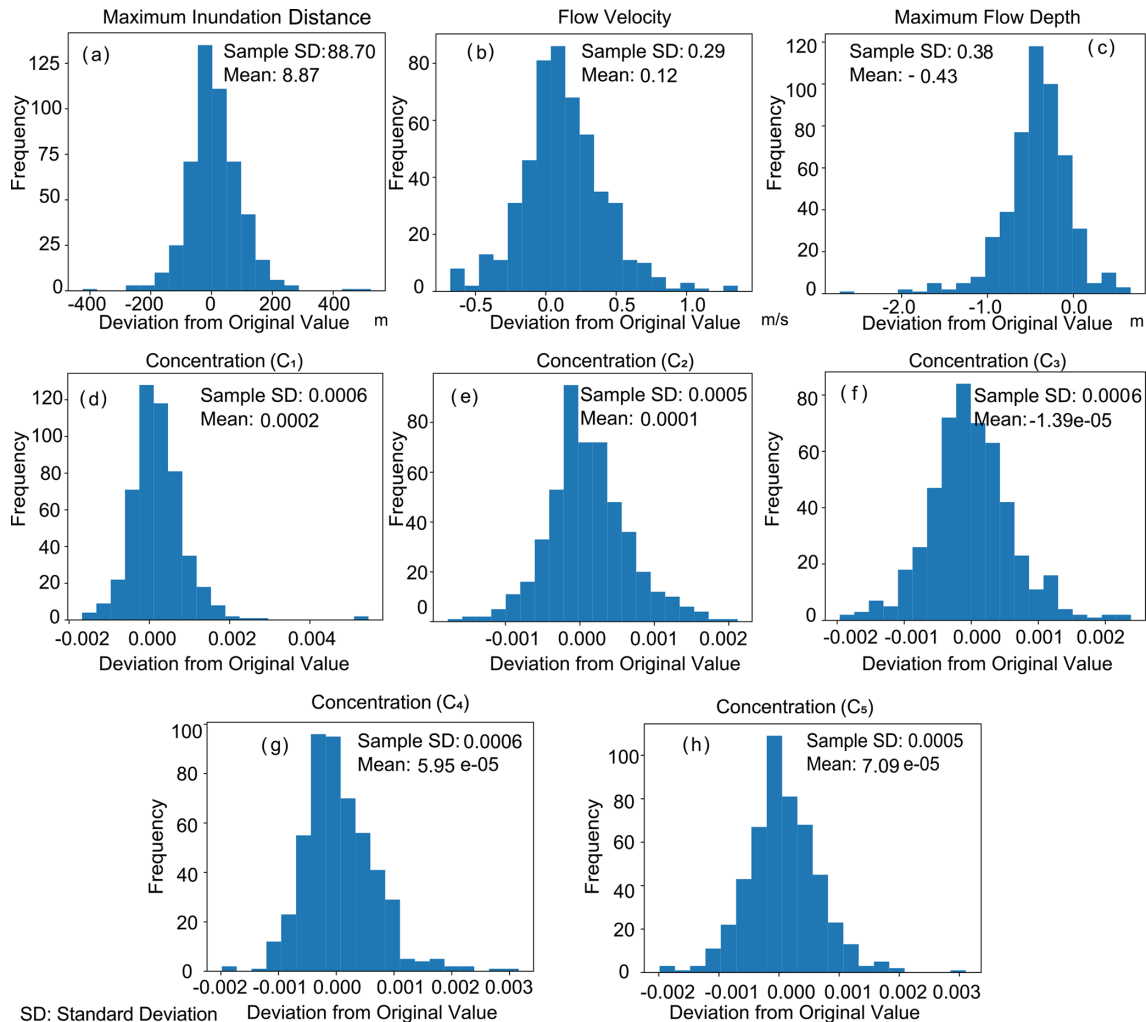 Maximum Inundation Distance
(a)
Sample SD: 88.70
Mean: 8.87
Frequency
125
100
75
50
25
0
-400 -200 0 200 400
Deviation from Original Value m
Flow Velocity
(b)
Sample SD: 0.29
Mean: 0.12
Frequency
80
60
40
20
0
-0.5 0.0 0.5 1.0
Deviation from Original Value m/s
Maximum Flow Depth
Sample SD: 0.38
Mean: - 0.43
(c)
Frequency
120
100
80
60
40
20
0
-2.0 -1.0 0.0
Deviation from Original Value m
Concentration (C₁)
(d)
Sample SD: 0.0006
Mean: 0.0002
Frequency
120
100
80
60
40
20
0
-0.002 0.000 0.002 0.004
Deviation from Original Value
Concentration (C₂)
(e)
Sample SD: 0.0005
Mean: 0.0001
Frequency
80
60
40
20
0
-0.001 0.000 0.001 0.002
Deviation from Original Value
Concentration (C₃)
(f)
Sample SD: 0.0006
Mean: -1.39e-05
Frequency
80
60
40
20
0
-0.002 -0.001 0.000 0.001 0.002
Deviation from Original Value
Concentration (C₄)
(g)
Sample SD: 0.0006
Mean: 5.95 e-05
Frequency
100
80
60
40
20
0
-0.002 -0.001 0.000 0.001 0.002 0.003
Deviation from Original Value
Concentration (C₅)
(h)
Sample SD: 0.0005
Mean: 7.09 e-05
Frequency
100
80
60
40
20
0
-0.002 -0.001 0.000 0.001 0.002 0.003
Deviation from Original Value
SD: Standard Deviation